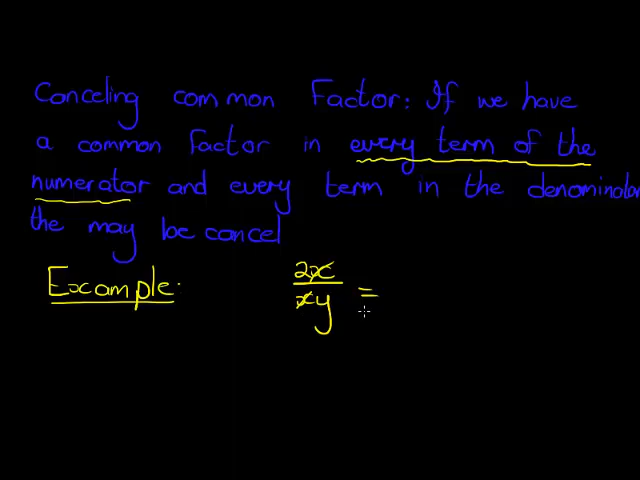 Conceling common Factor: If we have
a common Factor in every term of the
numerator and every term in the denominator
the may be cancel
Example. 2x/xy =